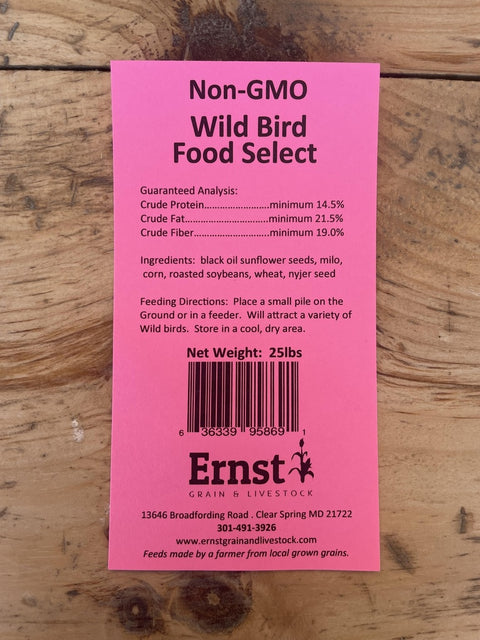 Non-GMO
Wild Bird
Food Select
Guaranteed Analysis:
Crude Protein……………………..minimum 14.5%
Crude Fat…………………………..minimum 21.5%
Crude Fiber………………………..minimum 19.0%
Ingredients: black oil sunflower seeds, milo,
corn, roasted soybeans, wheat, nyjer seed
Feeding Directions: Place a small pile on the
Ground or in a feeder. Will attract a variety of
Wild birds. Store in a cool, dry area.
Net Weight: 25lbs
6 36339 95869 1
Ernst
GRAIN & LIVESTOCK
13646 Broadfording Road . Clear Spring MD 21722
301-491-3926
www.ernstgrainandlivestock.com
Feeds made by a farmer from local grown grains.